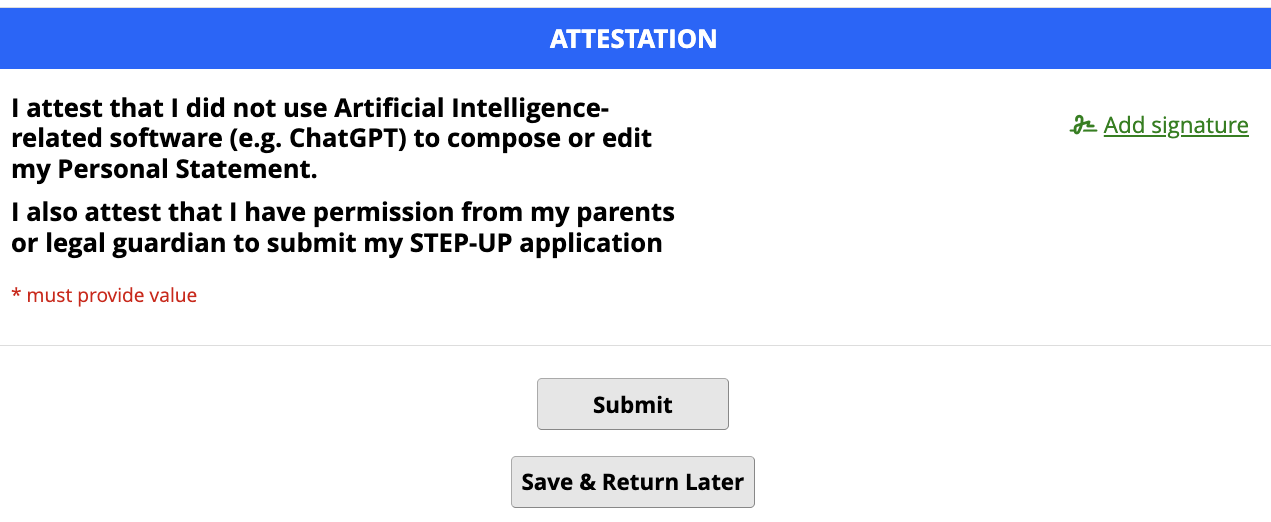 ATTESTATION
I attest that I did not use Artificial Intelligence-
related software (e.g. ChatGPT) to compose or edit
my Personal Statement.
Add signature
I also attest that I have permission from my parents
or legal guardian to submit my STEP-UP application
* must provide value
Submit
Save & Return Later